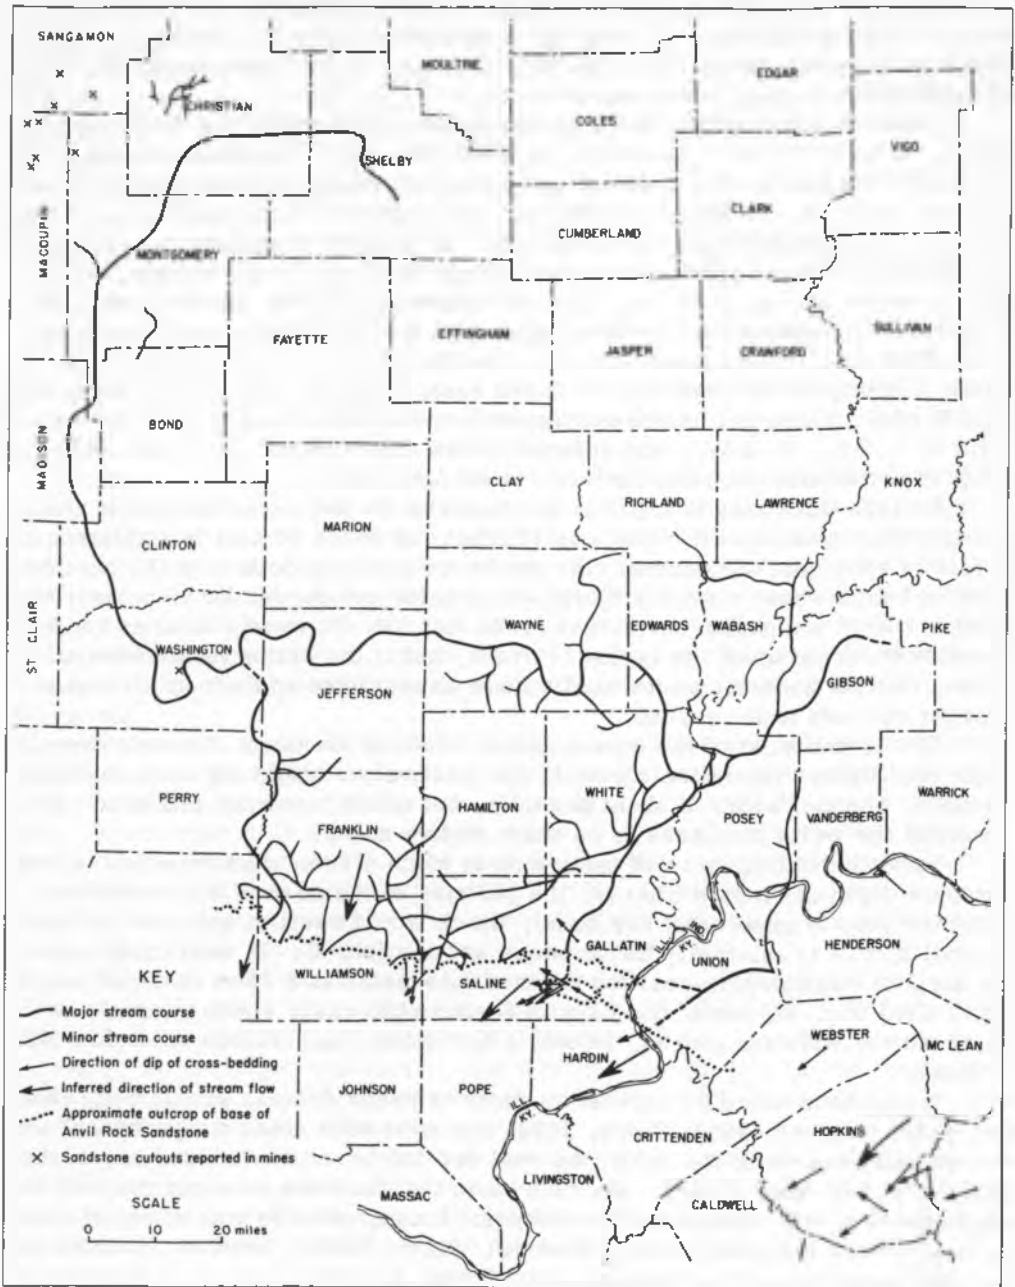 SANGAMON
MOULTRIE
EDGAR
CHRISTIAN
COLES
VIGO
SHELBY
CLARK
MACOUPIN
CUMBERLAND
MONTGOMERY
FAYETTE
EFFINGHAM
JASPER
CRAWFORD
SULLIVAN
MADISON
BOND
CLAY
RICHLAND
LAWRENCE
KNOX
MARION
CLINTON
ST. CLAIR
WASHINGTON
WAYNE
EDWARDS
WABASH
PIKE
JEFFERSON
GIBSON
PERRY
HAMILTON
WHITE
POSEY
VANDERBERG
WARRICK
FRANKLIN
GALLATIN
UNION
HENDERSON
KEY
WILLIAMSON
SALINE
Major stream course
Minor stream course
Direction of dip of cross-bedding
Inferred direction of stream flow
Approximate outcrop of base of
Anvil Rock Sandstone
x Sandstone cutouts reported in mines
HARDIN
WEBSTER
MC LEAN
JOHNSON
POPE
KY
CRITTENDEN
HOPKINS
LIVINGSTON
CALDWELL
MASSAC
SCALE
0 10 20
miles